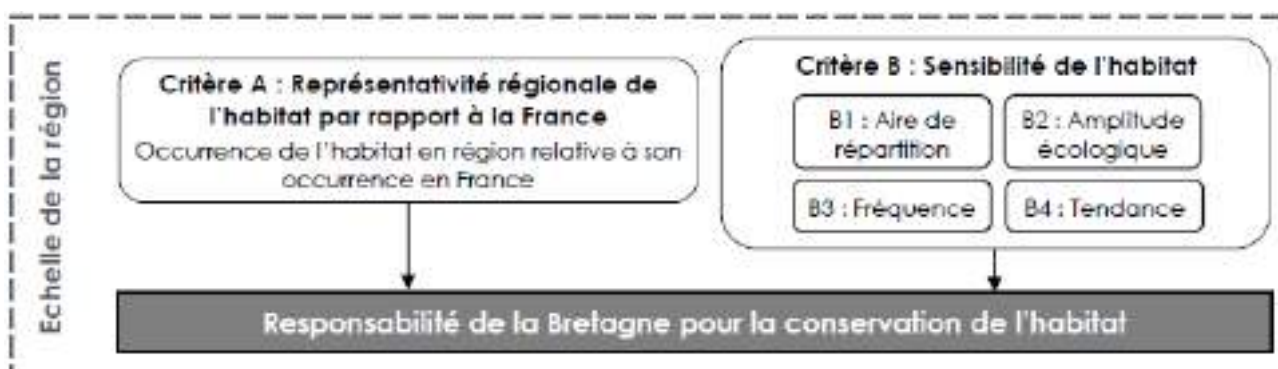 Echelle de la région
Critère A : Représentativité régionale de
l'habitat par rapport à la France
Occurrence de l'habitat en région relative à son
occurrence en France
Critère B : Sensibilité de l'habitat
B1 : Aire de
répartition
B2 : Amplitude
écologique
B3 : Fréquence
B4 : Tendance
Responsabilité de la Bretagne pour la conservation de l'habitat